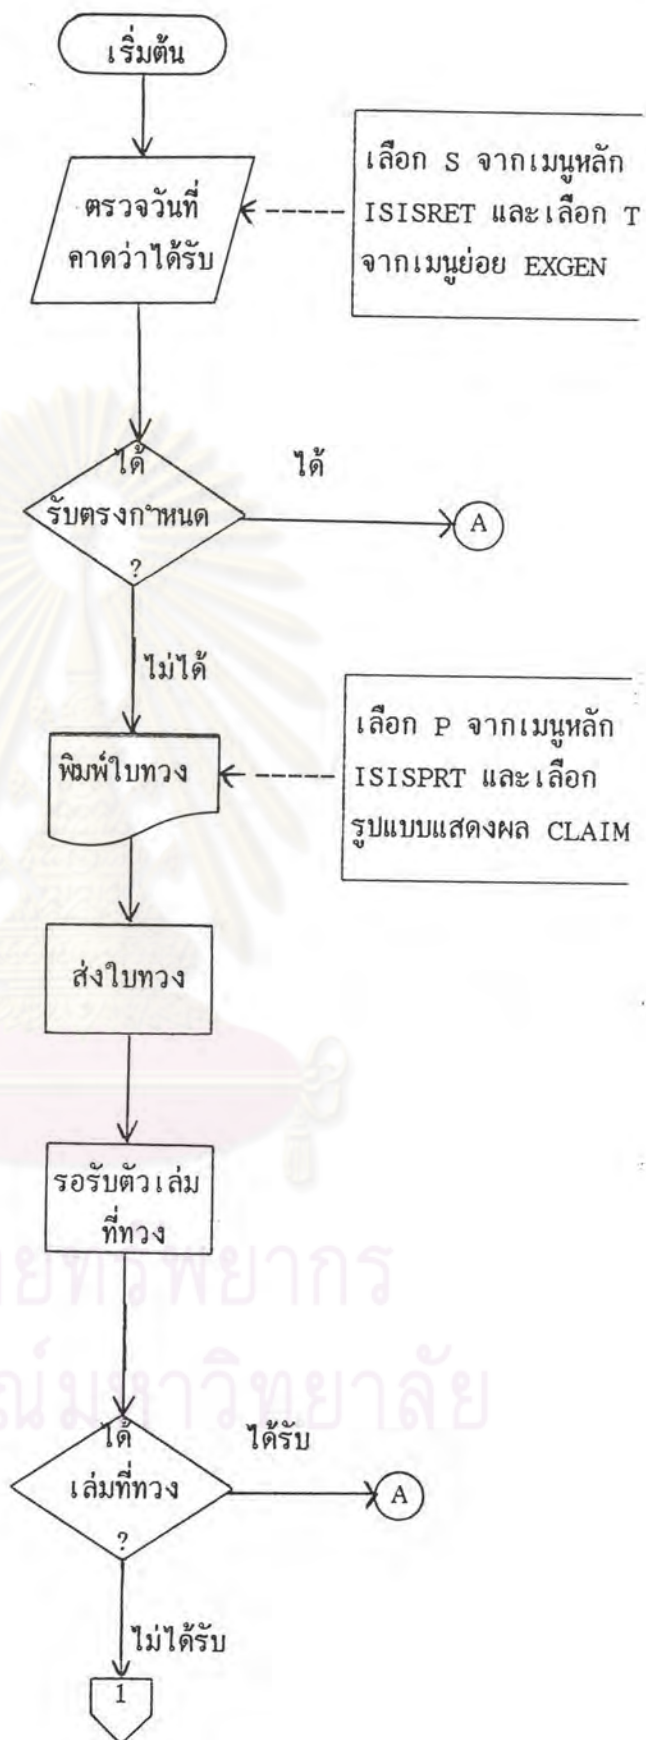 เริ่มต้น
ตรวจวันที่
คาดว่าได้รับ
เลือก S จากเมนูหลัก
ISISRET และเลือก T
จากเมนูย่อย EXGEN
ได้
รับตรงกำหนด
?
ได้
A
ไม่ได้
พิมพ์ใบทวง
เลือก P จากเมนูหลัก
ISISPRT และเลือก
รูปแบบแสดงผล CLAIM
ส่งใบทวง
รอรับตัวเล่ม
ที่ทวง
ได้
เล่มที่ทวง
?
ได้รับ
A
ไม่ได้รับ
1